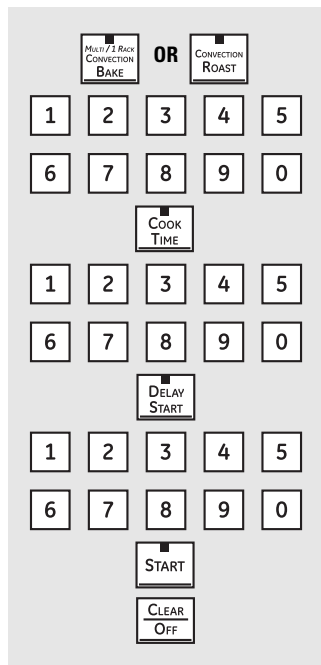 MULTI / 1 RACK
CONVECTION
BAKE
OR
CONVECTION
ROAST
1 2 3 4 5
6 7 8 9 0
COOK
TIME
1 2 3 4 5
6 7 8 9 0
DELAY
START
1 2 3 4 5
6 7 8 9 0
START
CLEAR
OFF